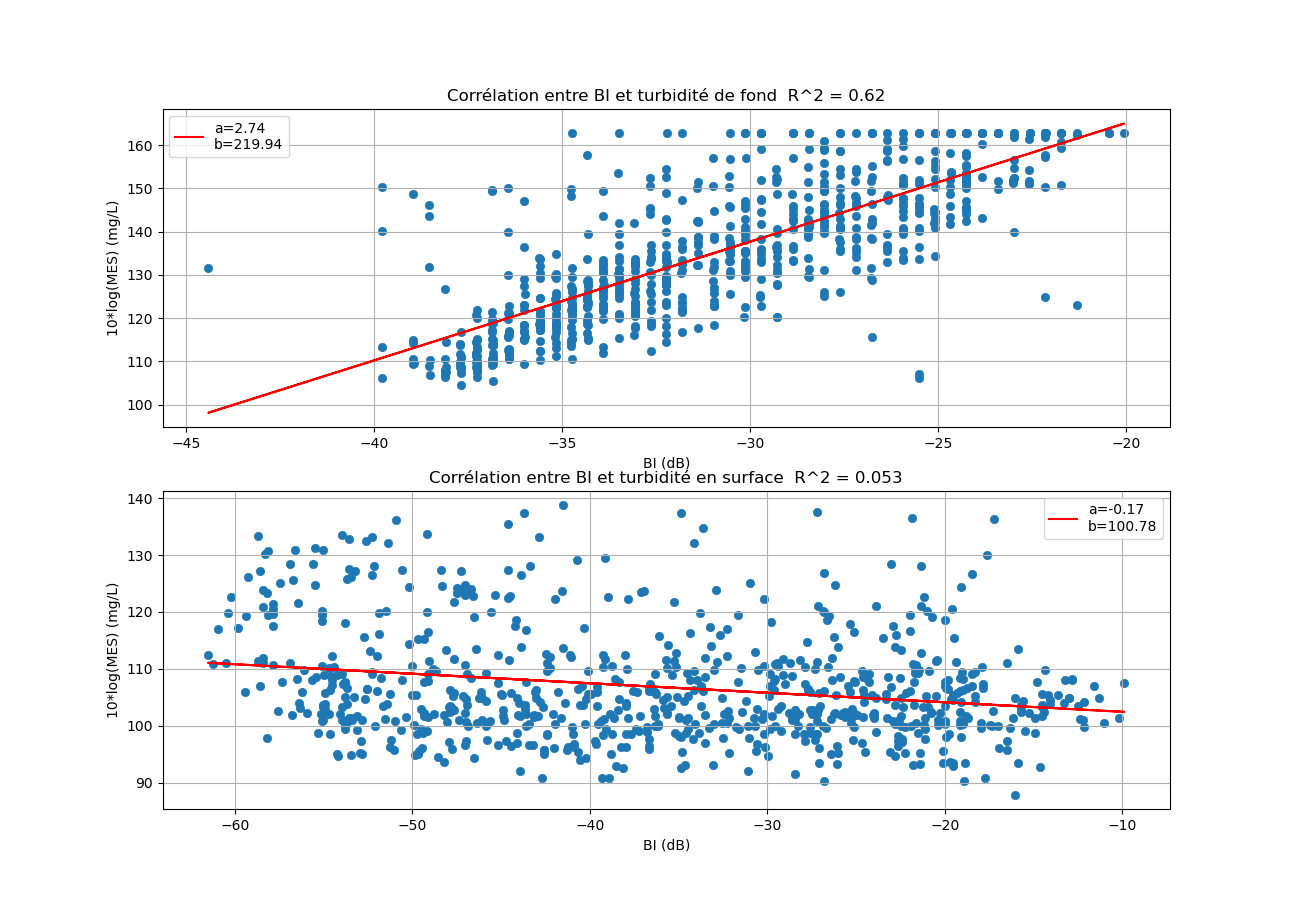 Corrélation entre BI et turbidité de fond  R^2 = 0.62
a=2.74
b=219.94
10*log(MES) (mg/L)
160
150
140
130
120
110
100
−45 −40 −35 −30 −25 −20
BI (dB)
Corrélation entre BI et turbidité en surface  R^2 = 0.053
a=-0.17
b=100.78
10*log(MES) (mg/L)
140
130
120
110
100
90
−60 −50 −40 −30 −20 −10
BI (dB)